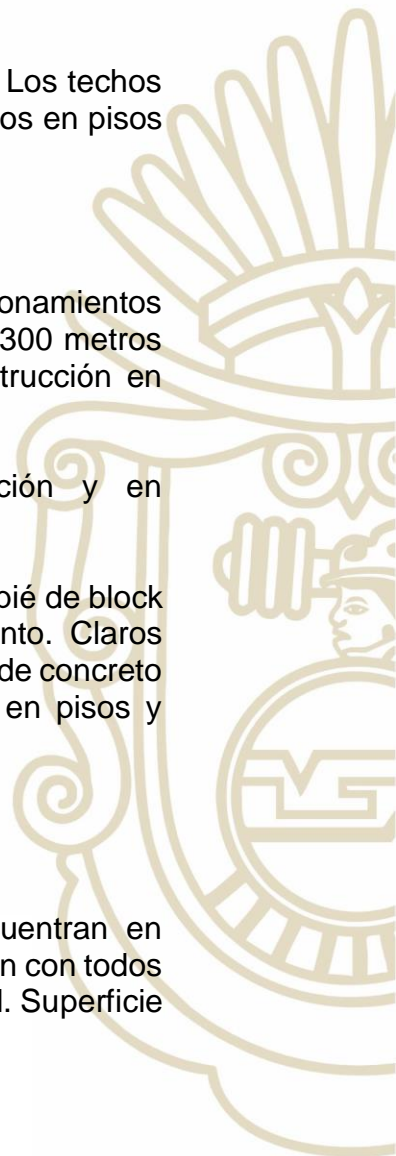 Los techos
os en pisos
onamientos
300 metros
trucción en
ción y en
pié de block
nto. Claros
de concreto
en pisos y
uentran en
n con todos
l. Superficie